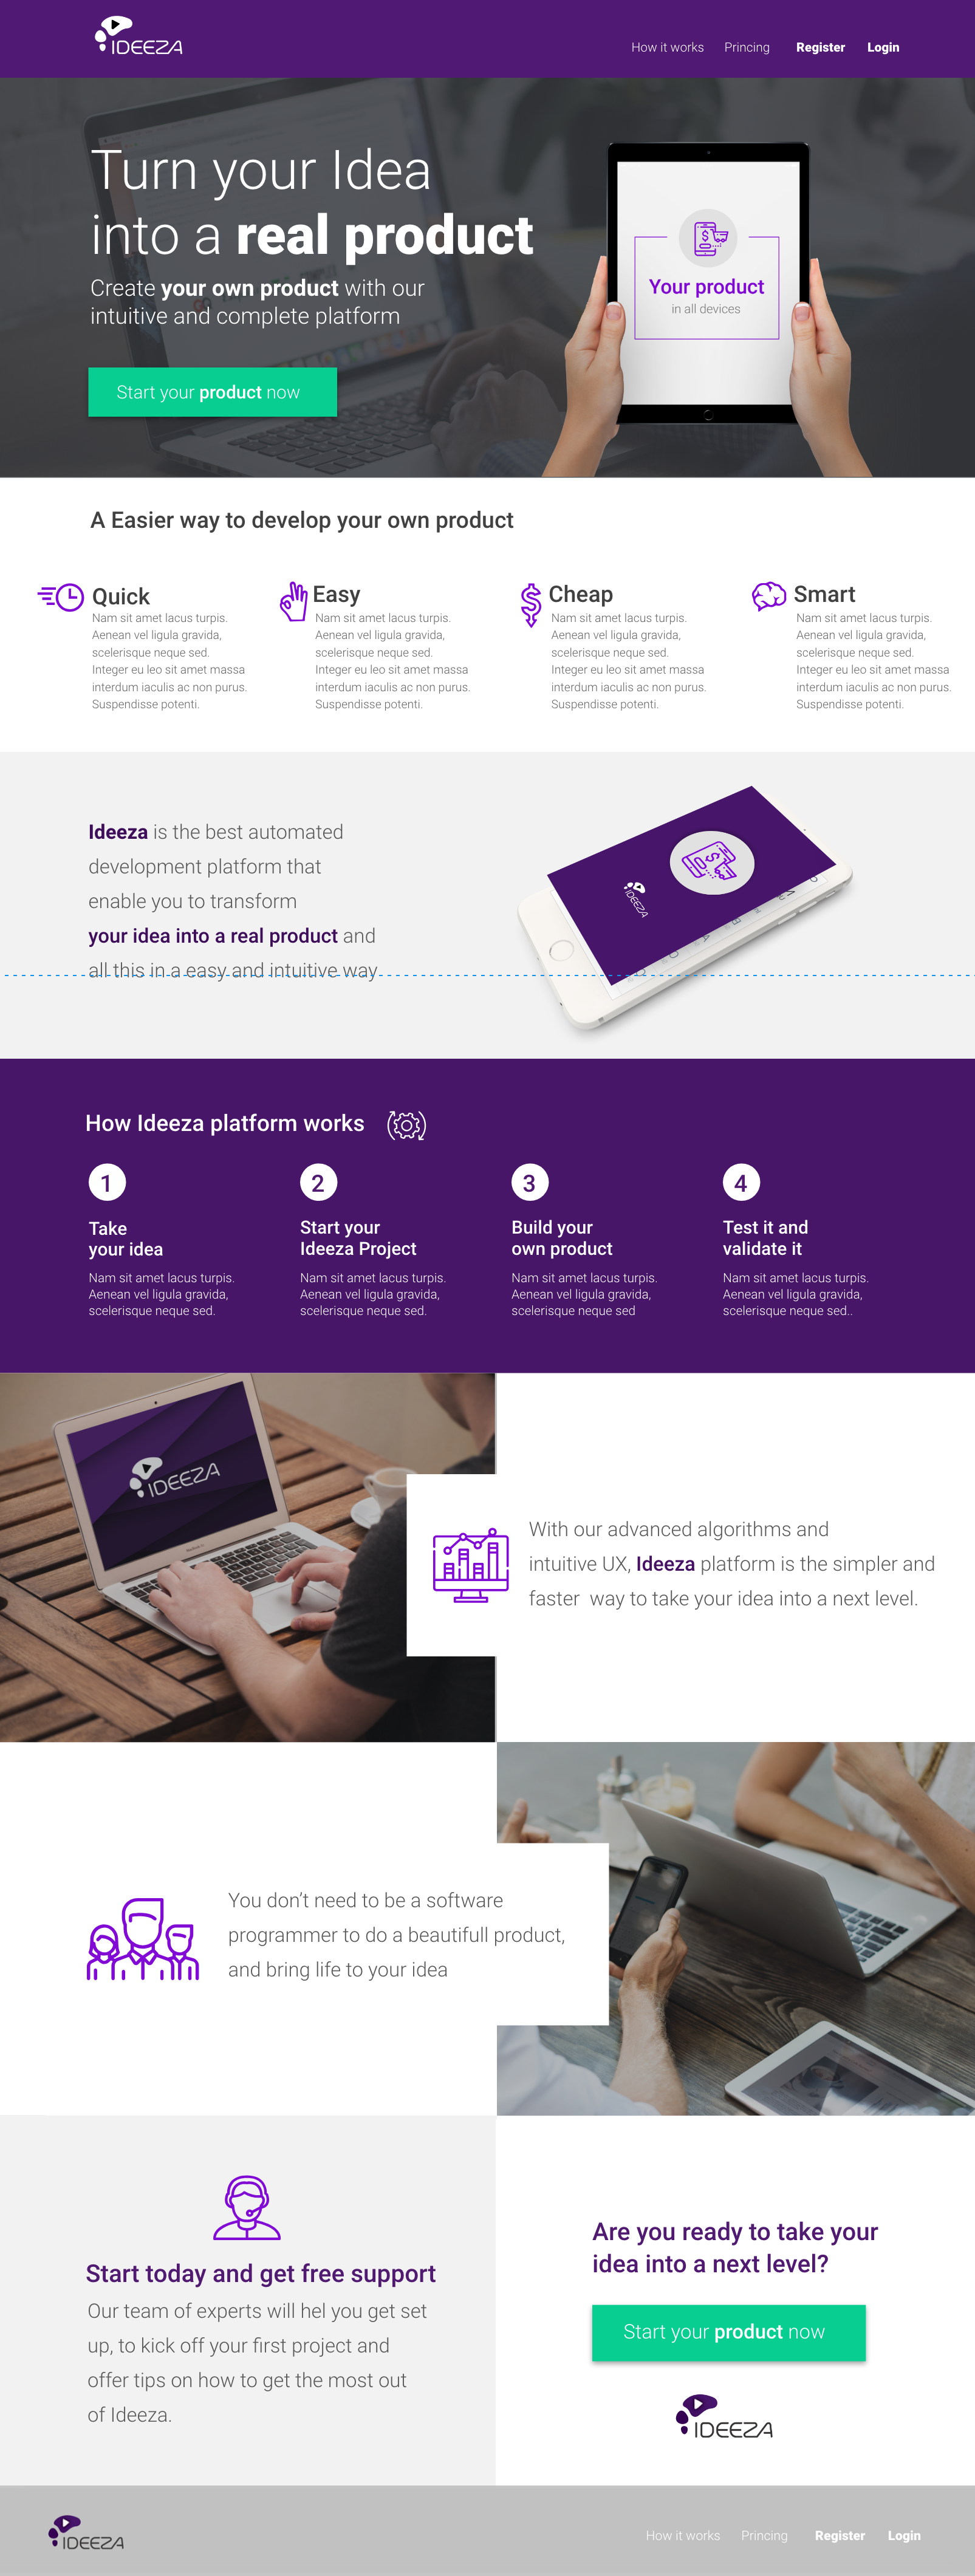 IDEEZA
How it works Princing Register Login
Turn your Idea
into a real product
Create your own product with our
intuitive and complete platform
Start your product now
Your product
in all devices
A Easier way to develop your own product
Quick
Nam sit amet lacus turpis.
Aenean vel ligula gravida,
scelerisque neque sed.
Integer eu leo sit amet massa
interdum iaculis ac non purus.
Suspendisse potenti.
Easy
Nam sit amet lacus turpis.
Aenean vel ligula gravida,
scelerisque neque sed.
Integer eu leo sit amet massa
interdum iaculis ac non purus.
Suspendisse potenti.
Cheap
Nam sit amet lacus turpis.
Aenean vel ligula gravida,
scelerisque neque sed.
Integer eu leo sit amet massa
interdum iaculis ac non purus.
Suspendisse potenti.
Smart
Nam sit amet lacus turpis.
Aenean vel ligula gravida,
scelerisque neque sed.
Integer eu leo sit amet massa
interdum iaculis ac non purus.
Suspendisse potenti.
Ideeza is the best automated
development platform that
enable you to transform
your idea into a real product and
all this in a easy and intuitive way
IDEEZA
How Ideeza platform works
1
Take
your idea
Nam sit amet lacus turpis.
Aenean vel ligula gravida,
scelerisque neque sed.
2
Start your
Ideeza Project
Nam sit amet lacus turpis.
Aenean vel ligula gravida,
scelerisque neque sed.
3
Build your
own product
Nam sit amet lacus turpis.
Aenean vel ligula gravida,
scelerisque neque sed
4
Test it and
validate it
Nam sit amet lacus turpis.
Aenean vel ligula gravida,
scelerisque neque sed..
IDEEZA
With our advanced algorithms and
intuitive UX, Ideeza platform is the simpler and
faster way to take your idea into a next level.
You don't need to be a software
programmer to do a beautifull product,
and bring life to your idea
Start today and get free support
Our team of experts will hel you get set
up, to kick off your first project and
offer tips on how to get the most out
of Ideeza.
Are you ready to take your
idea into a next level?
Start your product now
IDEEZA
IDEEZA
How it works Princing Register Login